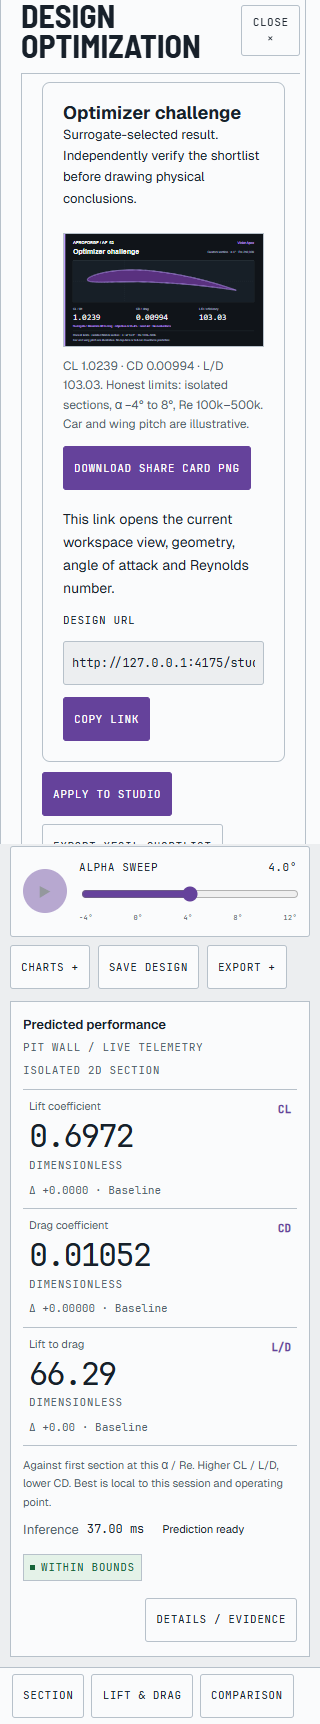 DESIGN
OPTIMIZATION
CLOSE
×
Optimizer challenge
Surrogate-selected result.
Independently verify the shortlist
before drawing physical
conclusions.
Optimizer challenge
1.0239
0.00994
103.03
CL 1.0239 · CD 0.00994 · L/D
103.03. Honest limits: isolated
sections, α −4° to 8°, Re 100k–500k.
Car and wing pitch are illustrative.
DOWNLOAD SHARE CARD PNG
This link opens the current
workspace view, geometry,
angle of attack and Reynolds
number.
DESIGN URL
http://127.0.0.1:4175/stud
COPY LINK
APPLY TO STUDIO
EXPORT XFOIL SHORTLIST
ALPHA SWEEP 4.0°
-4° 0° 4° 8° 12°
CHARTS + SAVE DESIGN EXPORT +
Predicted performance
PIT WALL / LIVE TELEMETRY
ISOLATED 2D SECTION
Lift coefficient CL
0.6972
DIMENSIONLESS
Δ +0.0000 · Baseline
Drag coefficient CD
0.01052
DIMENSIONLESS
Δ +0.00000 · Baseline
Lift to drag L/D
66.29
DIMENSIONLESS
Δ +0.00 · Baseline
Against first section at this α / Re. Higher CL / L/D,
lower CD. Best is local to this session and operating
point.
Inference 37.00 ms Prediction ready
WITHIN BOUNDS
DETAILS / EVIDENCE
SECTION LIFT & DRAG COMPARISON